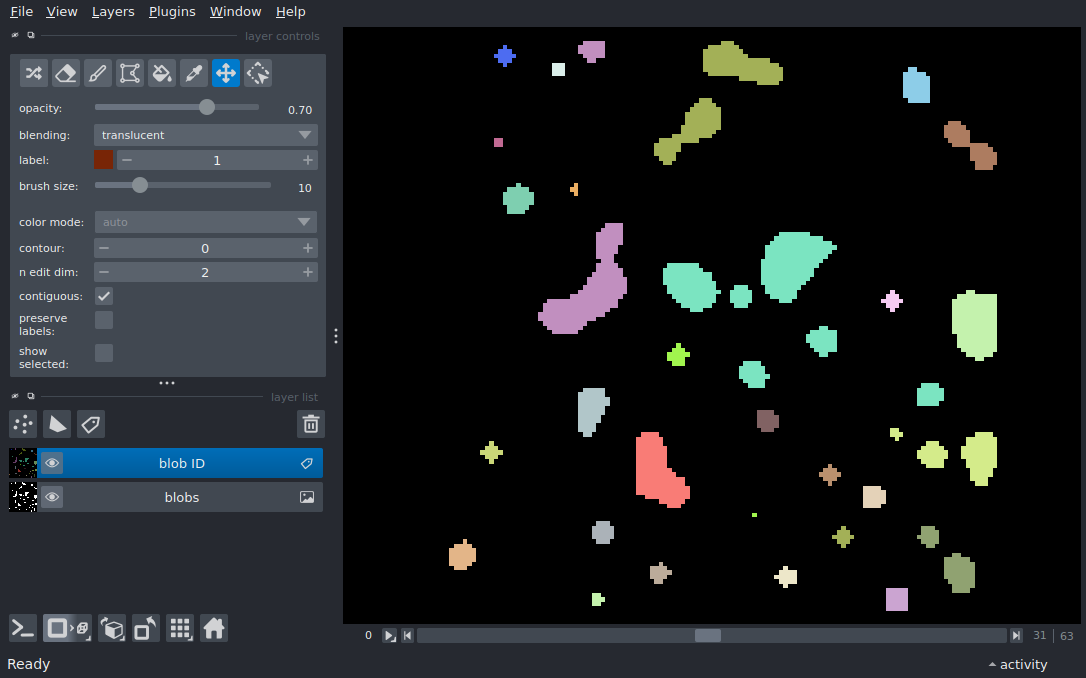 File View Layers Plugins Window Help
layer controls
opacity: 0.70
blending: translucent
label: 1
brush size: 10
color mode: auto
contour: 0
n edit dim: 2
contiguous:
preserve
labels:
show
selected:
layer list
blob ID
blobs
0 31 63
Ready activity